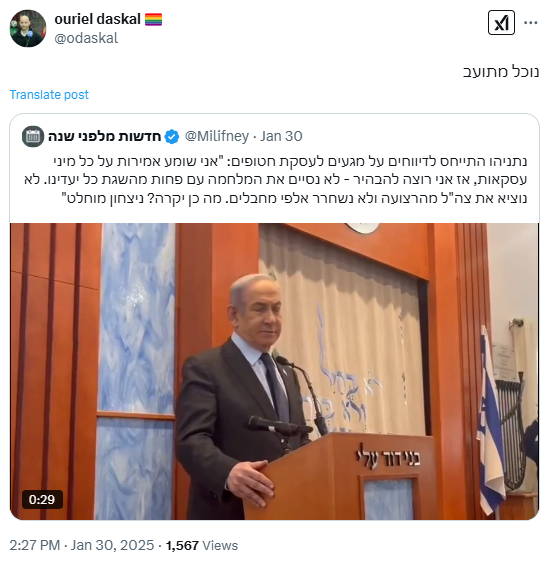 ouriel daskal 🏳️‍🌈
@odaskal
נוכל מתועב
Translate post
חדשות מלפני שנה @Milifney · Jan 30
נתניהו התייחס לדיווחים על מגעים לעסקת חטופים: "אני שומע אמירות על כל מיני
עסקאות, אז אני רוצה להבהיר - לא נסיים את המלחמה עם פחות מהשגת כל יעדינו. לא
נוציא את צה"ל מהרצועה ולא נשחרר אלפי מחבלים. מה כן יקרה? ניצחון מוחלט"
בני דוד עלי
0:29
2:27 PM · Jan 30, 2025 · 1,567 Views